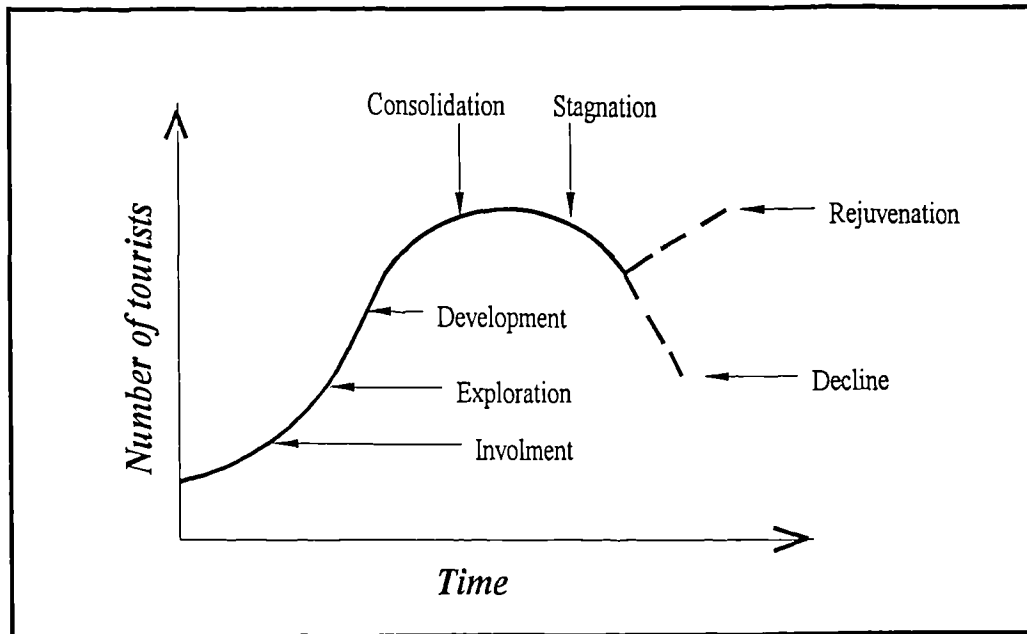 Consolidation
Stagnation
Rejuvenation
Development
Decline
Exploration
Involment
Number of tourists
Time